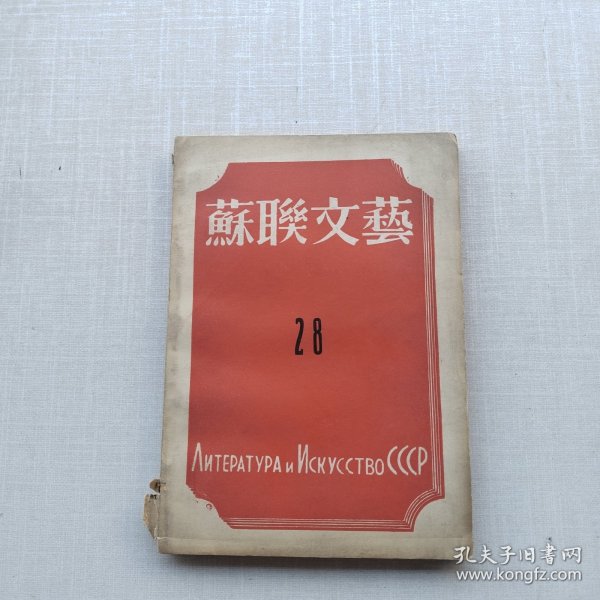 蘇聯文藝
28
Литература и Искусство СССР
孔夫子旧书网
www.kongfz.com